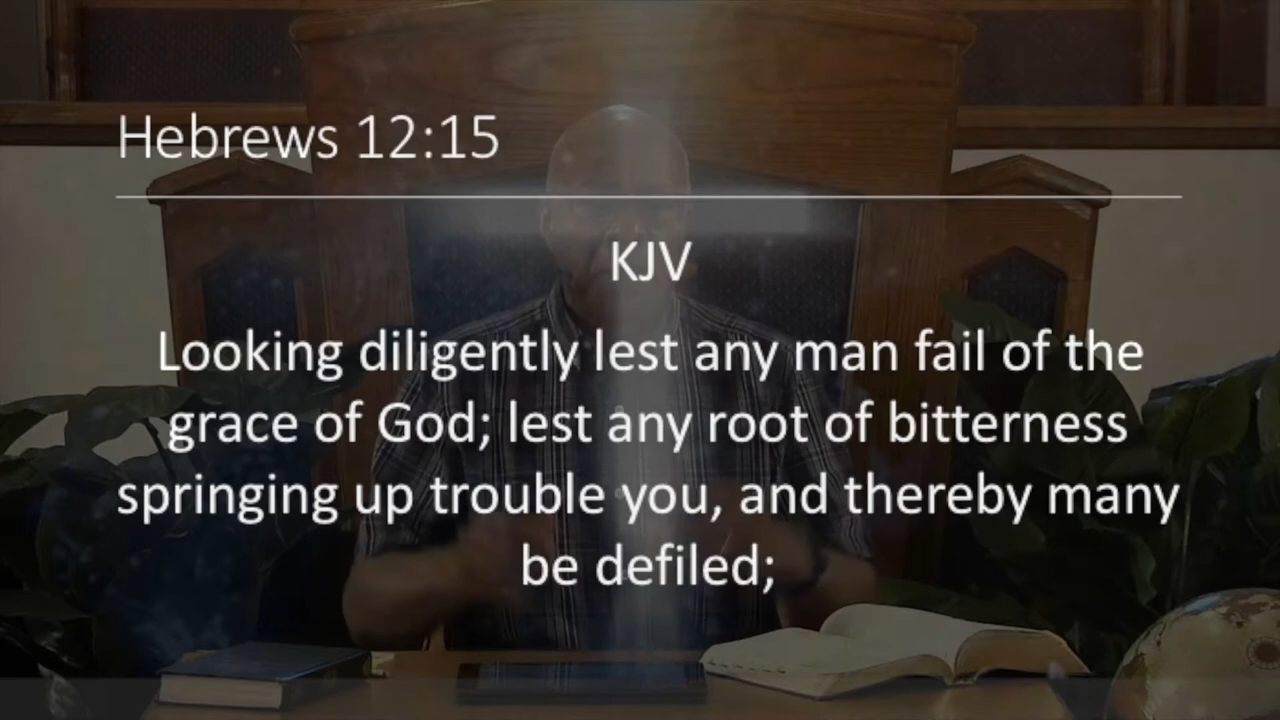 Hebrews 12:15
KJV
Looking diligently lest any man fail of the
grace of God; lest any root of bitterness
springing up trouble you, and thereby many
be defiled;